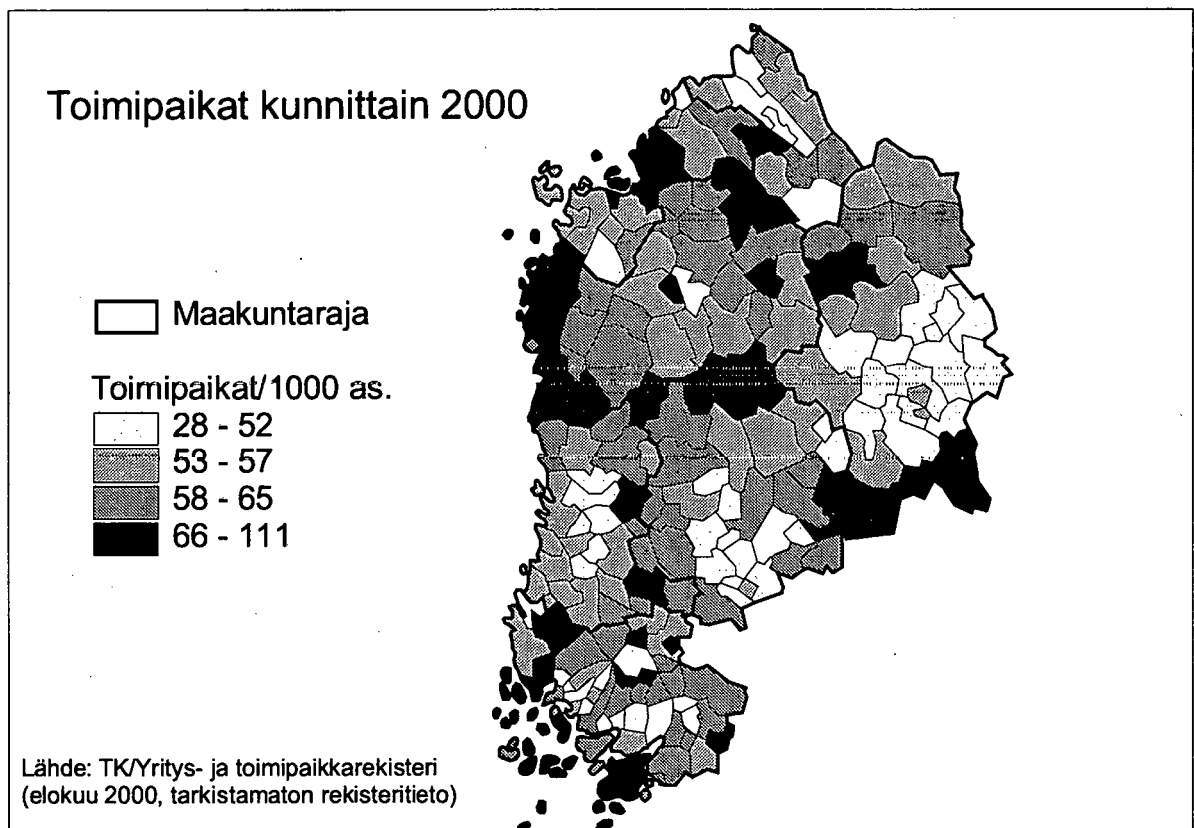 Toimipaikat kunnittain 2000
Maakuntaraja
Toimipaikat/1000 as.
28 - 52
53 - 57
58 - 65
66 - 111
Lähde: TK/Yritys- ja toimipaikkarekisteri
(elokuu 2000, tarkistamaton rekisteritieto)